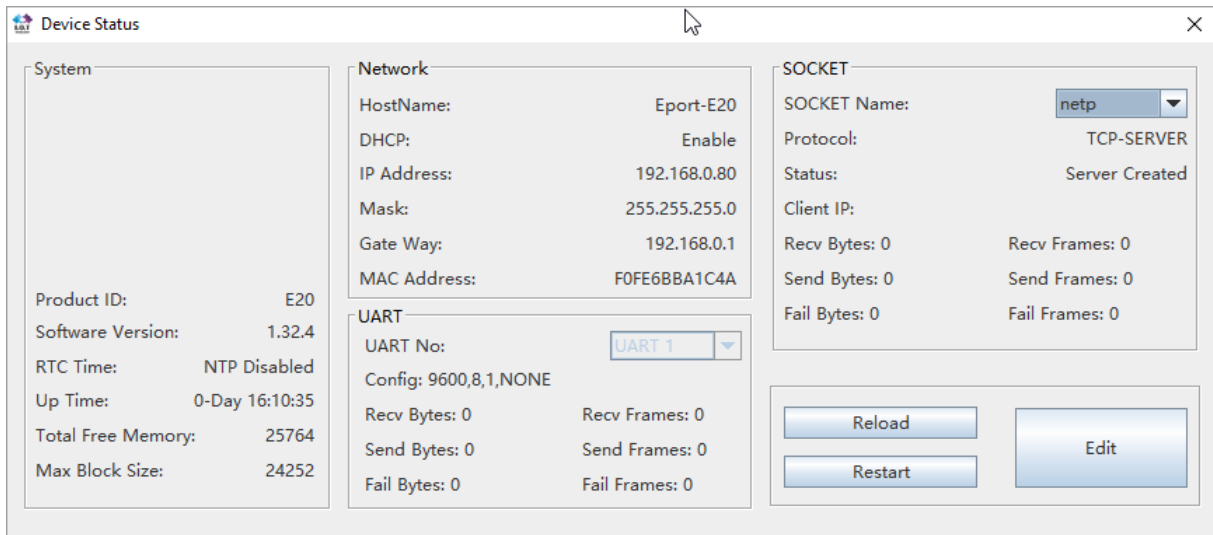 Device Status
System
Product ID: E20
Software Version: 1.32.4
RTC Time: NTP Disabled
Up Time: 0-Day 16:10:35
Total Free Memory: 25764
Max Block Size: 24252
Network
HostName: Eport-E20
DHCP: Enable
IP Address: 192.168.0.80
Mask: 255.255.255.0
Gate Way: 192.168.0.1
MAC Address: F0FE6BBA1C4A
UART
UART No: UART 1
Config: 9600,8,1,NONE
Recv Bytes: 0 Recv Frames: 0
Send Bytes: 0 Send Frames: 0
Fail Bytes: 0 Fail Frames: 0
SOCKET
SOCKET Name: netp
Protocol: TCP-SERVER
Status: Server Created
Client IP:
Recv Bytes: 0 Recv Frames: 0
Send Bytes: 0 Send Frames: 0
Fail Bytes: 0 Fail Frames: 0
Reload
Restart
Edit